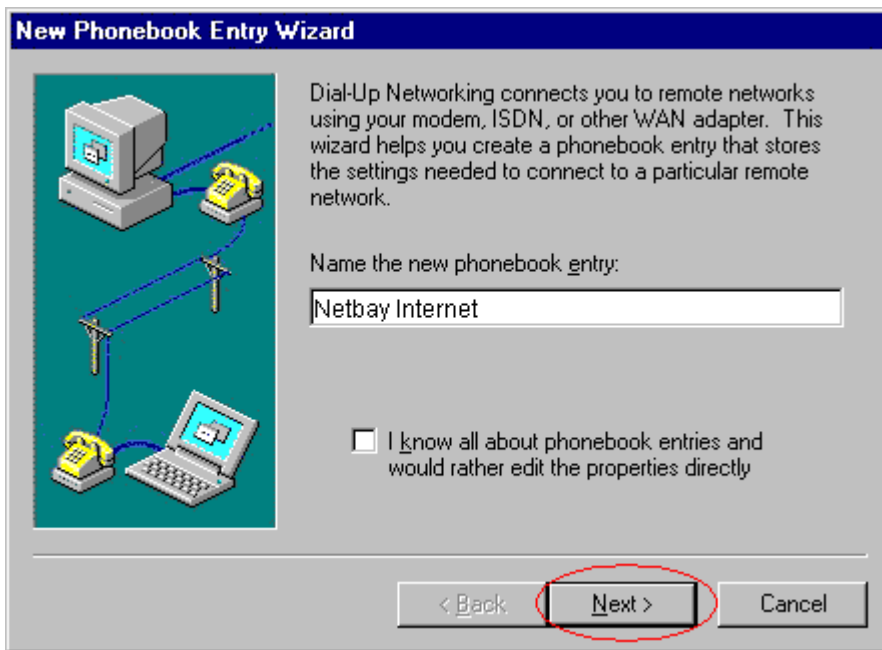 New Phonebook Entry Wizard
Dial-Up Networking connects you to remote networks
using your modem, ISDN, or other WAN adapter.  This
wizard helps you create a phonebook entry that stores
the settings needed to connect to a particular remote
network.
Name the new phonebook entry:
Netbay Internet
I know all about phonebook entries and
would rather edit the properties directly
< Back
Next >
Cancel